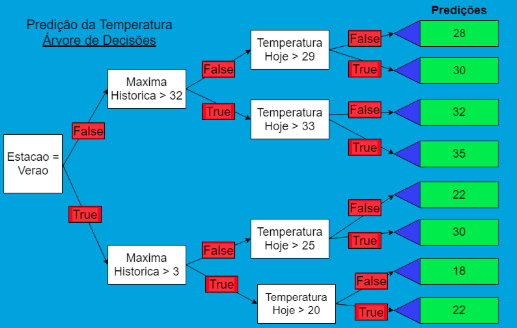 Predições
Predição da Temperatura
Árvore de Decisões
Temperatura
Hoje > 29
False
28
True
30
Maxima
Historica > 32
False
True
Temperatura
Hoje > 33
False
32
True
35
Estacao =
Verao
False
True
Maxima
Historica > 3
False
True
Temperatura
Hoje > 25
False
22
True
30
Temperatura
Hoje > 20
False
18
True
22